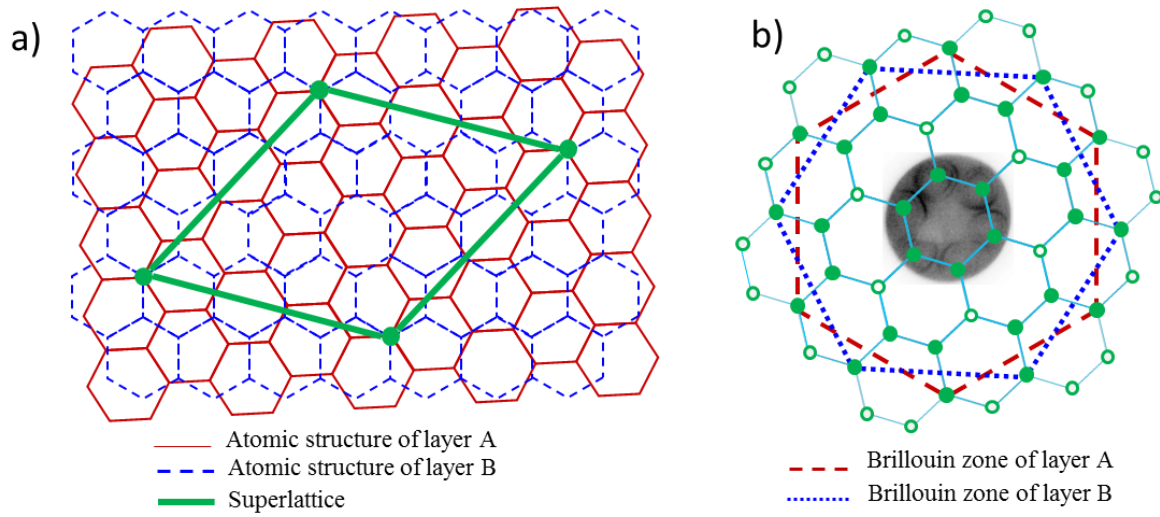 a)
b)
Atomic structure of layer A
Atomic structure of layer B
Superlattice
Brillouin zone of layer A
Brillouin zone of layer B